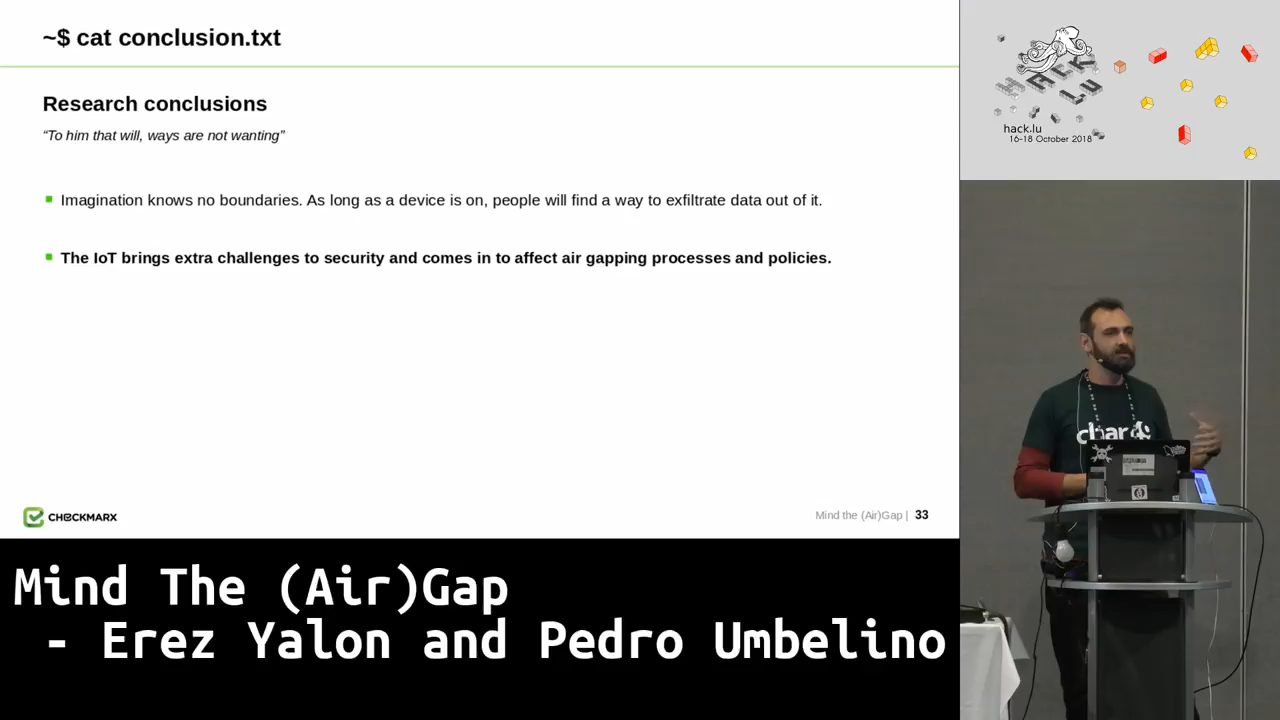 ~$ cat conclusion.txt
Research conclusions
“To him that will, ways are not wanting”
Imagination knows no boundaries. As long as a device is on, people will find a way to exfiltrate data out of it.
The IoT brings extra challenges to security and comes in to affect air gapping processes and policies.
CHECKMARX
Mind the (Air)Gap | 33
HACK
LU
hack.lu
16-18 October 2018
Mind The (Air)Gap
- Erez Yalon and Pedro Umbelino